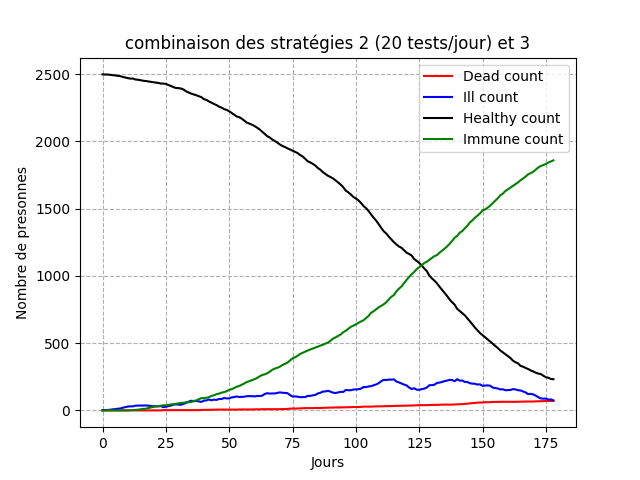 combinaison des stratégies 2 (20 tests/jour) et 3
2500
2000
1500
1000
500
0
Nombre de presonnes
Dead count
Ill count
Healthy count
Immune count
0 25 50 75 100 125 150 175
Jours